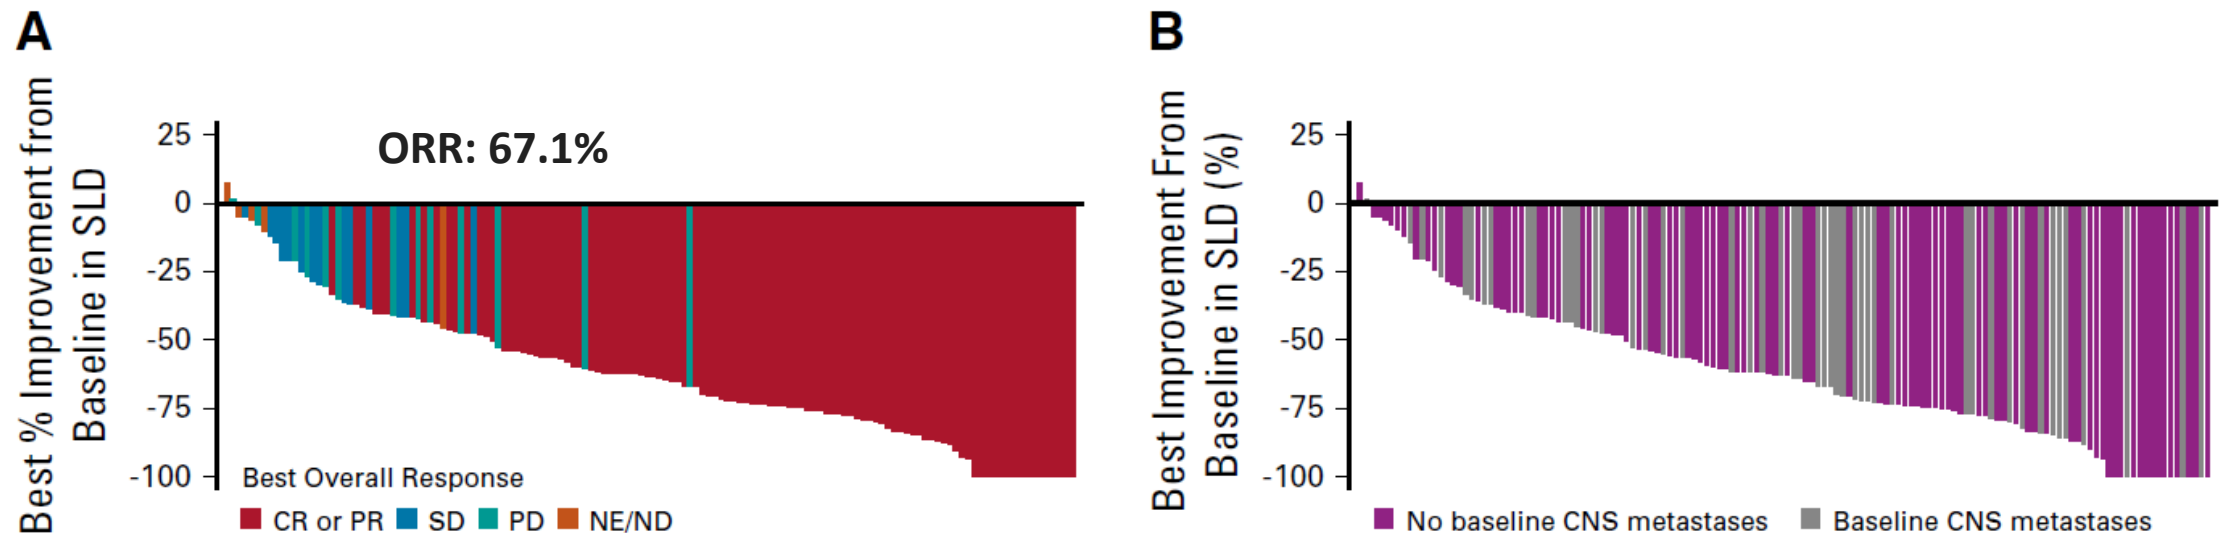 A
Best % Improvement from
Baseline in SLD
25
0
-25
-50
-75
-100
ORR: 67.1%
Best Overall Response
CR or PR SD PD NE/ND
B
Best Improvement From
Baseline in SLD (%)
25
0
-25
-50
-75
-100
No baseline CNS metastases Baseline CNS metastases